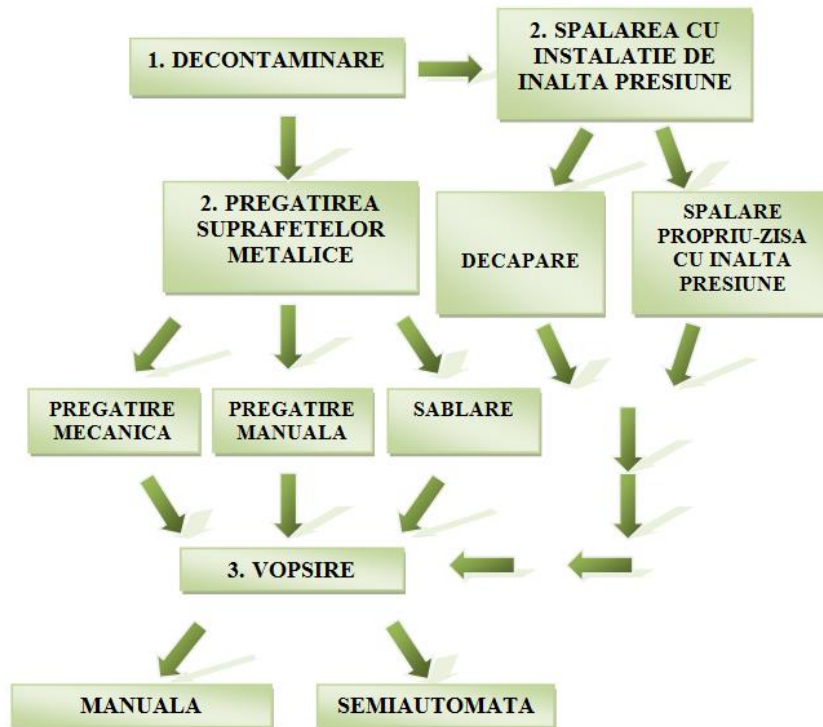 1. DECONTAMINARE
2. SPALAREA CU
INSTALATIE DE
INALTA PRESIUNE
2. PREGATIREA
SUPRAFETELOR
METALICE
DECAPARE
SPALARE
PROPRIU-ZISA
CU INALTA
PRESIUNE
PREGATIRE
MECANICA
PREGATIRE
MANUALA
SABLARE
3. VOPSIRE
MANUALA
SEMIAUTOMATA